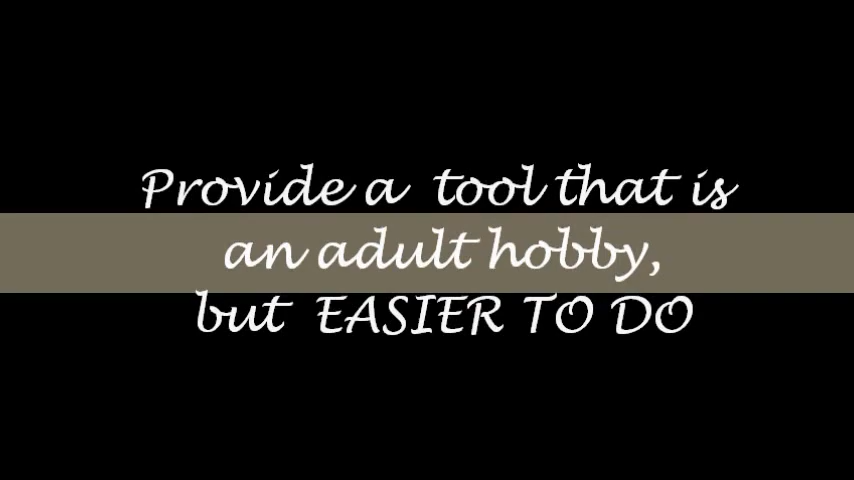 Provide a tool that is
an adult hobby,
but EASIER TO DO